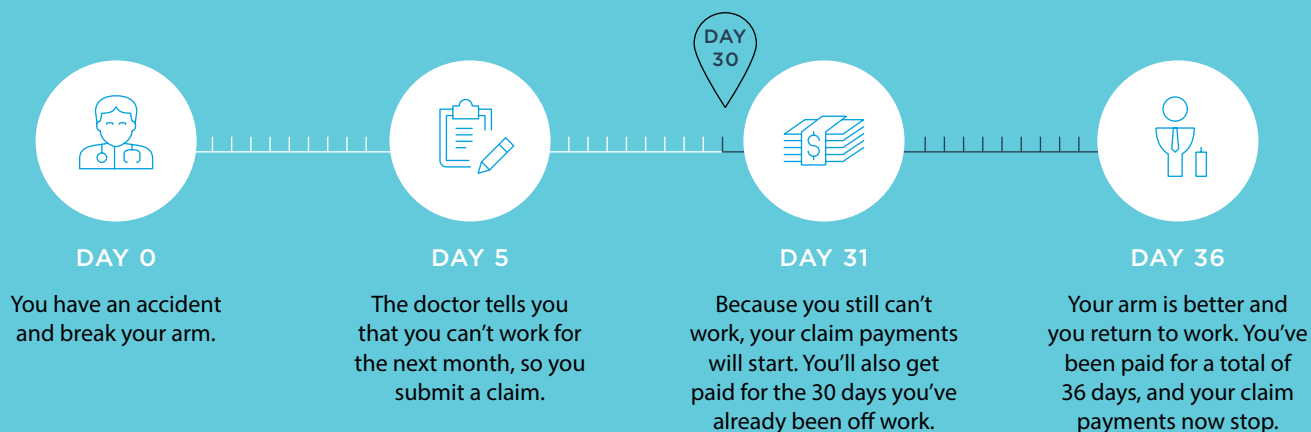 DAY
30
DAY 0
You have an accident
and break your arm.
DAY 5
The doctor tells you
that you can’t work for
the next month, so you
submit a claim.
DAY 31
Because you still can’t
work, your claim payments
will start. You’ll also get
paid for the 30 days you’ve
already been off work.
DAY 36
Your arm is better and
you return to work. You’ve
been paid for a total of
36 days, and your claim
payments now stop.